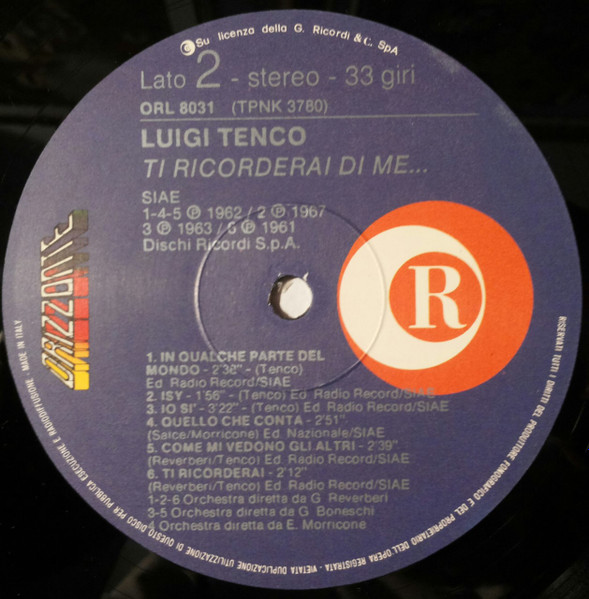 Su licenza della G. Ricordi & C. SpA
Lato 2 - stereo - 33 giri
ORL 8031 (TPNK 3780)
LUIGI TENCO
TI RICORDERAI DI ME...
SIAE
1-4-5 ℗ 1962 / 2 ℗ 1967
3 ℗ 1963 / 6 ℗ 1961
Dischi Ricordi S.p.A.
ORIZZONTE
R
1. IN QUALCHE PARTE DEL
MONDO - 2'36" - (Tenco)
Ed. Radio Record/SIAE
2. ISY - 1'56" - (Tenco) Ed. Radio Record/SIAE
3. IO SI' - 3'22" - (Tenco) Ed. Radio Record/SIAE
4. QUELLO CHE CONTA - 2'51"
(Salce/Morricone) Ed. Nazionale/SIAE
5. COME MI VEDONO GLI ALTRI - 2'39"
(Reverberi/Tenco) Ed. Radio Record/SIAE
6. TI RICORDERAI - 2'12"
(Reverberi/Tenco) Ed. Radio Record/SIAE
1-2-6 Orchestra diretta da G. Reverberi
3-5 Orchestra diretta da G. Boneschi
4 Orchestra diretta da E. Morricone
RISERVATI TUTTI I DIRITTI DEL PRODUTTORE FONOGRAFICO E DEL PROPRIETARIO DELL'OPERA REGISTRATA - VIETATA DUPLICAZIONE UTILIZZAZIONE DI QUESTO DISCO PER PUBBLICA ESECUZIONE E RADIODIFFUSIONE - MADE IN ITALY